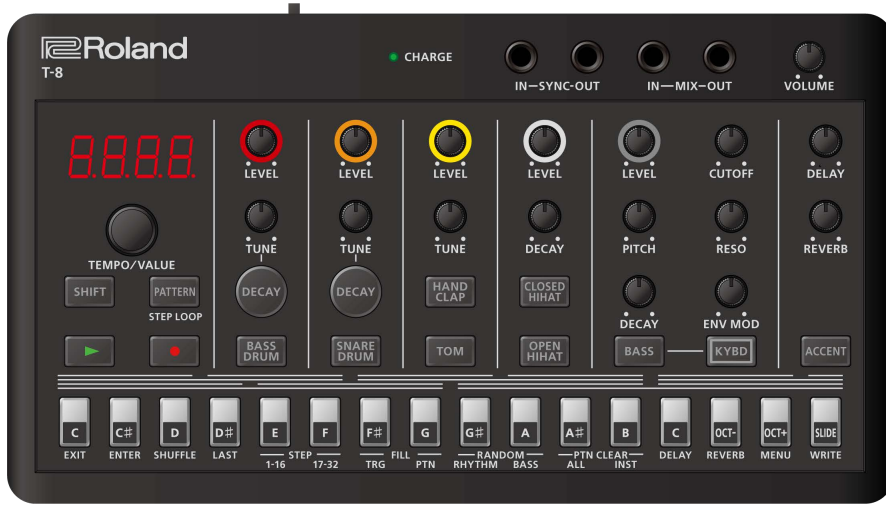 Roland
T-8
CHARGE
IN-SYNC-OUT
IN-MIX-OUT
VOLUME
8.8.8.8.
LEVEL
LEVEL
LEVEL
LEVEL
LEVEL
CUTOFF
DELAY
TEMPO/VALUE
TUNE
TUNE
TUNE
DECAY
PITCH
RESO
REVERB
SHIFT
PATTERN
STEP LOOP
DECAY
DECAY
HAND
CLAP
CLOSED
HIHAT
DECAY
ENV MOD
BASS
DRUM
SNARE
DRUM
TOM
OPEN
HIHAT
BASS
KYBD
ACCENT
C
C#
D
D#
E
F
F#
G
G#
A
A#
B
C
OCT-
OCT+
SLIDE
EXIT
ENTER
SHUFFLE
LAST
STEP
1-16
17-32
FILL
TRG
PTN
RANDOM
RHYTHM
BASS
PTN CLEAR
ALL
INST
DELAY
REVERB
MENU
WRITE